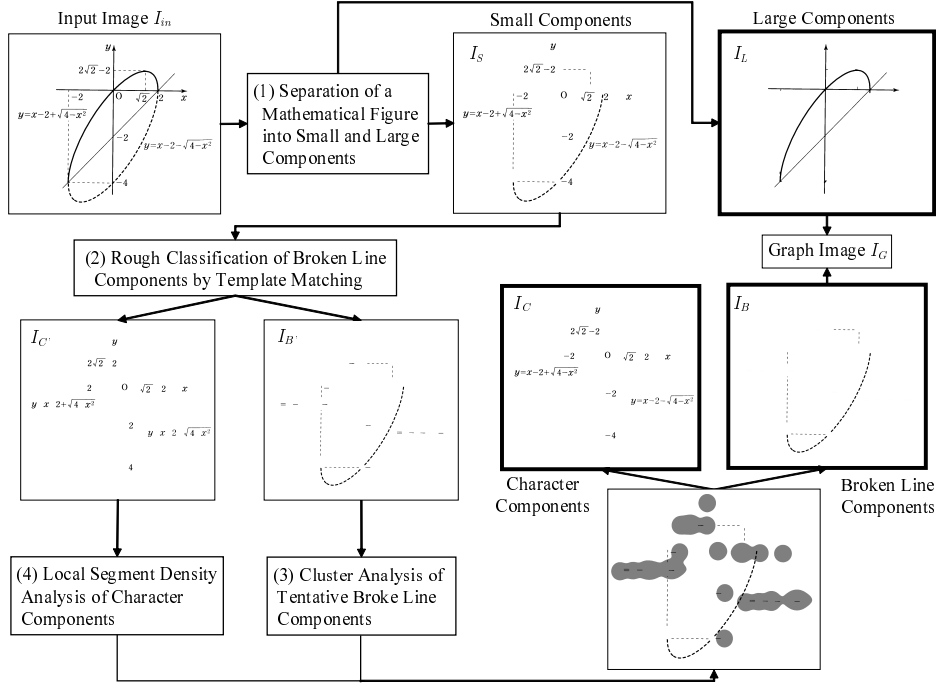 Input Image I_in
Small Components
Large Components
y
2√2 -2
-2
O
√2
2
x
y=x-2+√4-x²
-2
y=x-2-√4-x²
-4
(1) Separation of a
Mathematical Figure
into Small and Large
Components
I_S
y
2√2 -2
-2
O
√2
2
x
y=x-2+√4-x²
-2
y=x-2-√4-x²
-4
I_L
Graph Image I_G
(2) Rough Classification of Broken Line
Components by Template Matching
I_C'
y
2√2 2
2
O
√2
2
x
y x 2+√4 x²
2
y x 2 √4 x²
4
I_B'
= -
= - - -
I_C
y
2√2 -2
-2
O
√2
2
x
y=x-2+√4-x²
-2
y=x-2-√4-x²
-4
I_B
Character
Components
Broken Line
Components
(4) Local Segment Density
Analysis of Character
Components
(3) Cluster Analysis of
Tentative Broke Line
Components